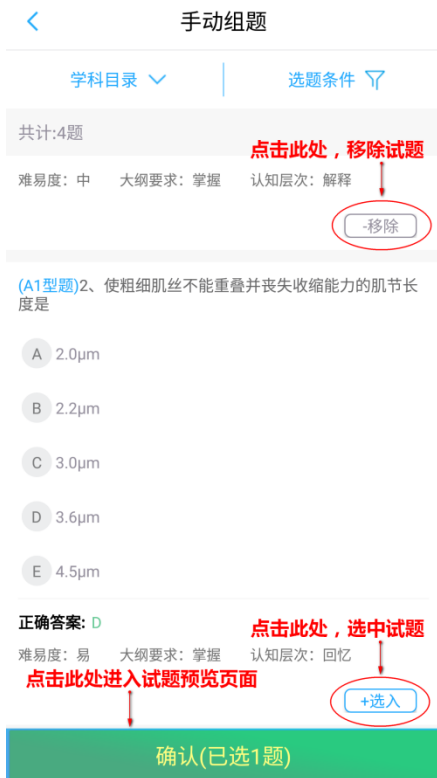 手动组题
学科目录
选题条件
共计:4题
点击此处，移除试题
难易度：中 大纲要求：掌握 认知层次：解释
-移除
(A1型题)2、使粗细肌丝不能重叠并丧失收缩能力的肌节长
度是
A 2.0μm
B 2.2μm
C 3.0μm
D 3.6μm
E 4.5μm
正确答案: D
点击此处，选中试题
难易度：易 大纲要求：掌握 认知层次：回忆
点击此处进入试题预览页面
+选入
确认(已选1题)